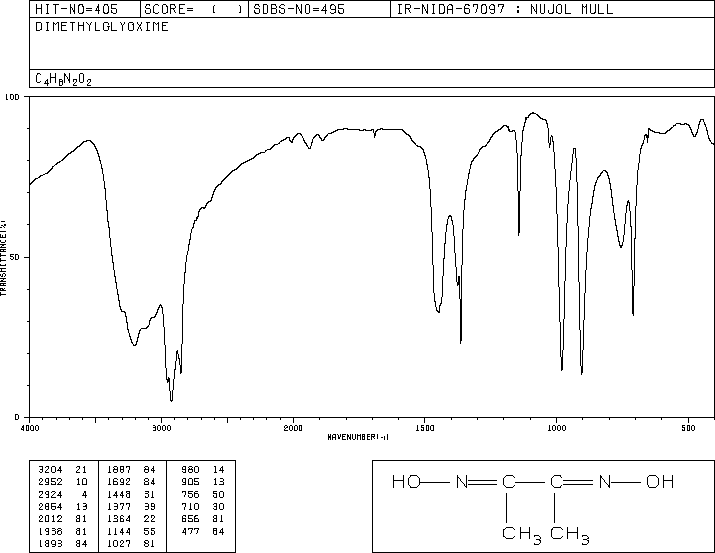 HIT-NO=405 SCORE= ( ) SDBS-NO=495 IR-NIDA-67097 : NUJOL MULL
DIMETHYLGLYOXIME
C4H8N2O2
100
50
0
TRANSMITTANCE(%)
4000 3000 2000 1500 1000 500
WAVENUMBER(-1)
3204 21 1887 84 980 14
2952 10 1692 84 905 13
2924 4 1448 31 756 50
2864 13 1377 39 710 30
2012 81 1364 22 656 81
1938 81 1144 55 477 84
1893 84 1027 81
HO N C C N OH
CH3 CH3